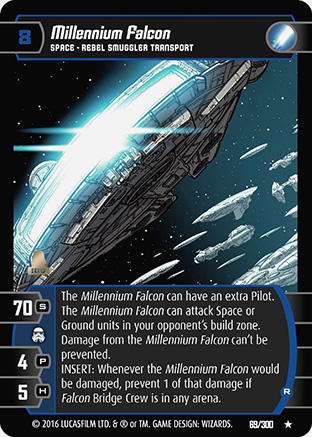 8 Millennium Falcon
SPACE - REBEL SMUGGLER TRANSPORT
70 S
4 P
5 H
The Millennium Falcon can have an extra Pilot.
The Millennium Falcon can attack Space or
Ground units in your opponent's build zone.
Damage from the Millennium Falcon can't be
prevented.
INSERT: Whenever the Millennium Falcon would
be damaged, prevent 1 of that damage if
Falcon Bridge Crew is in any arena.
R
© 2016 LUCASFILM LTD. & ® or TM. GAME DESIGN: WIZARDS. 69/300 ★